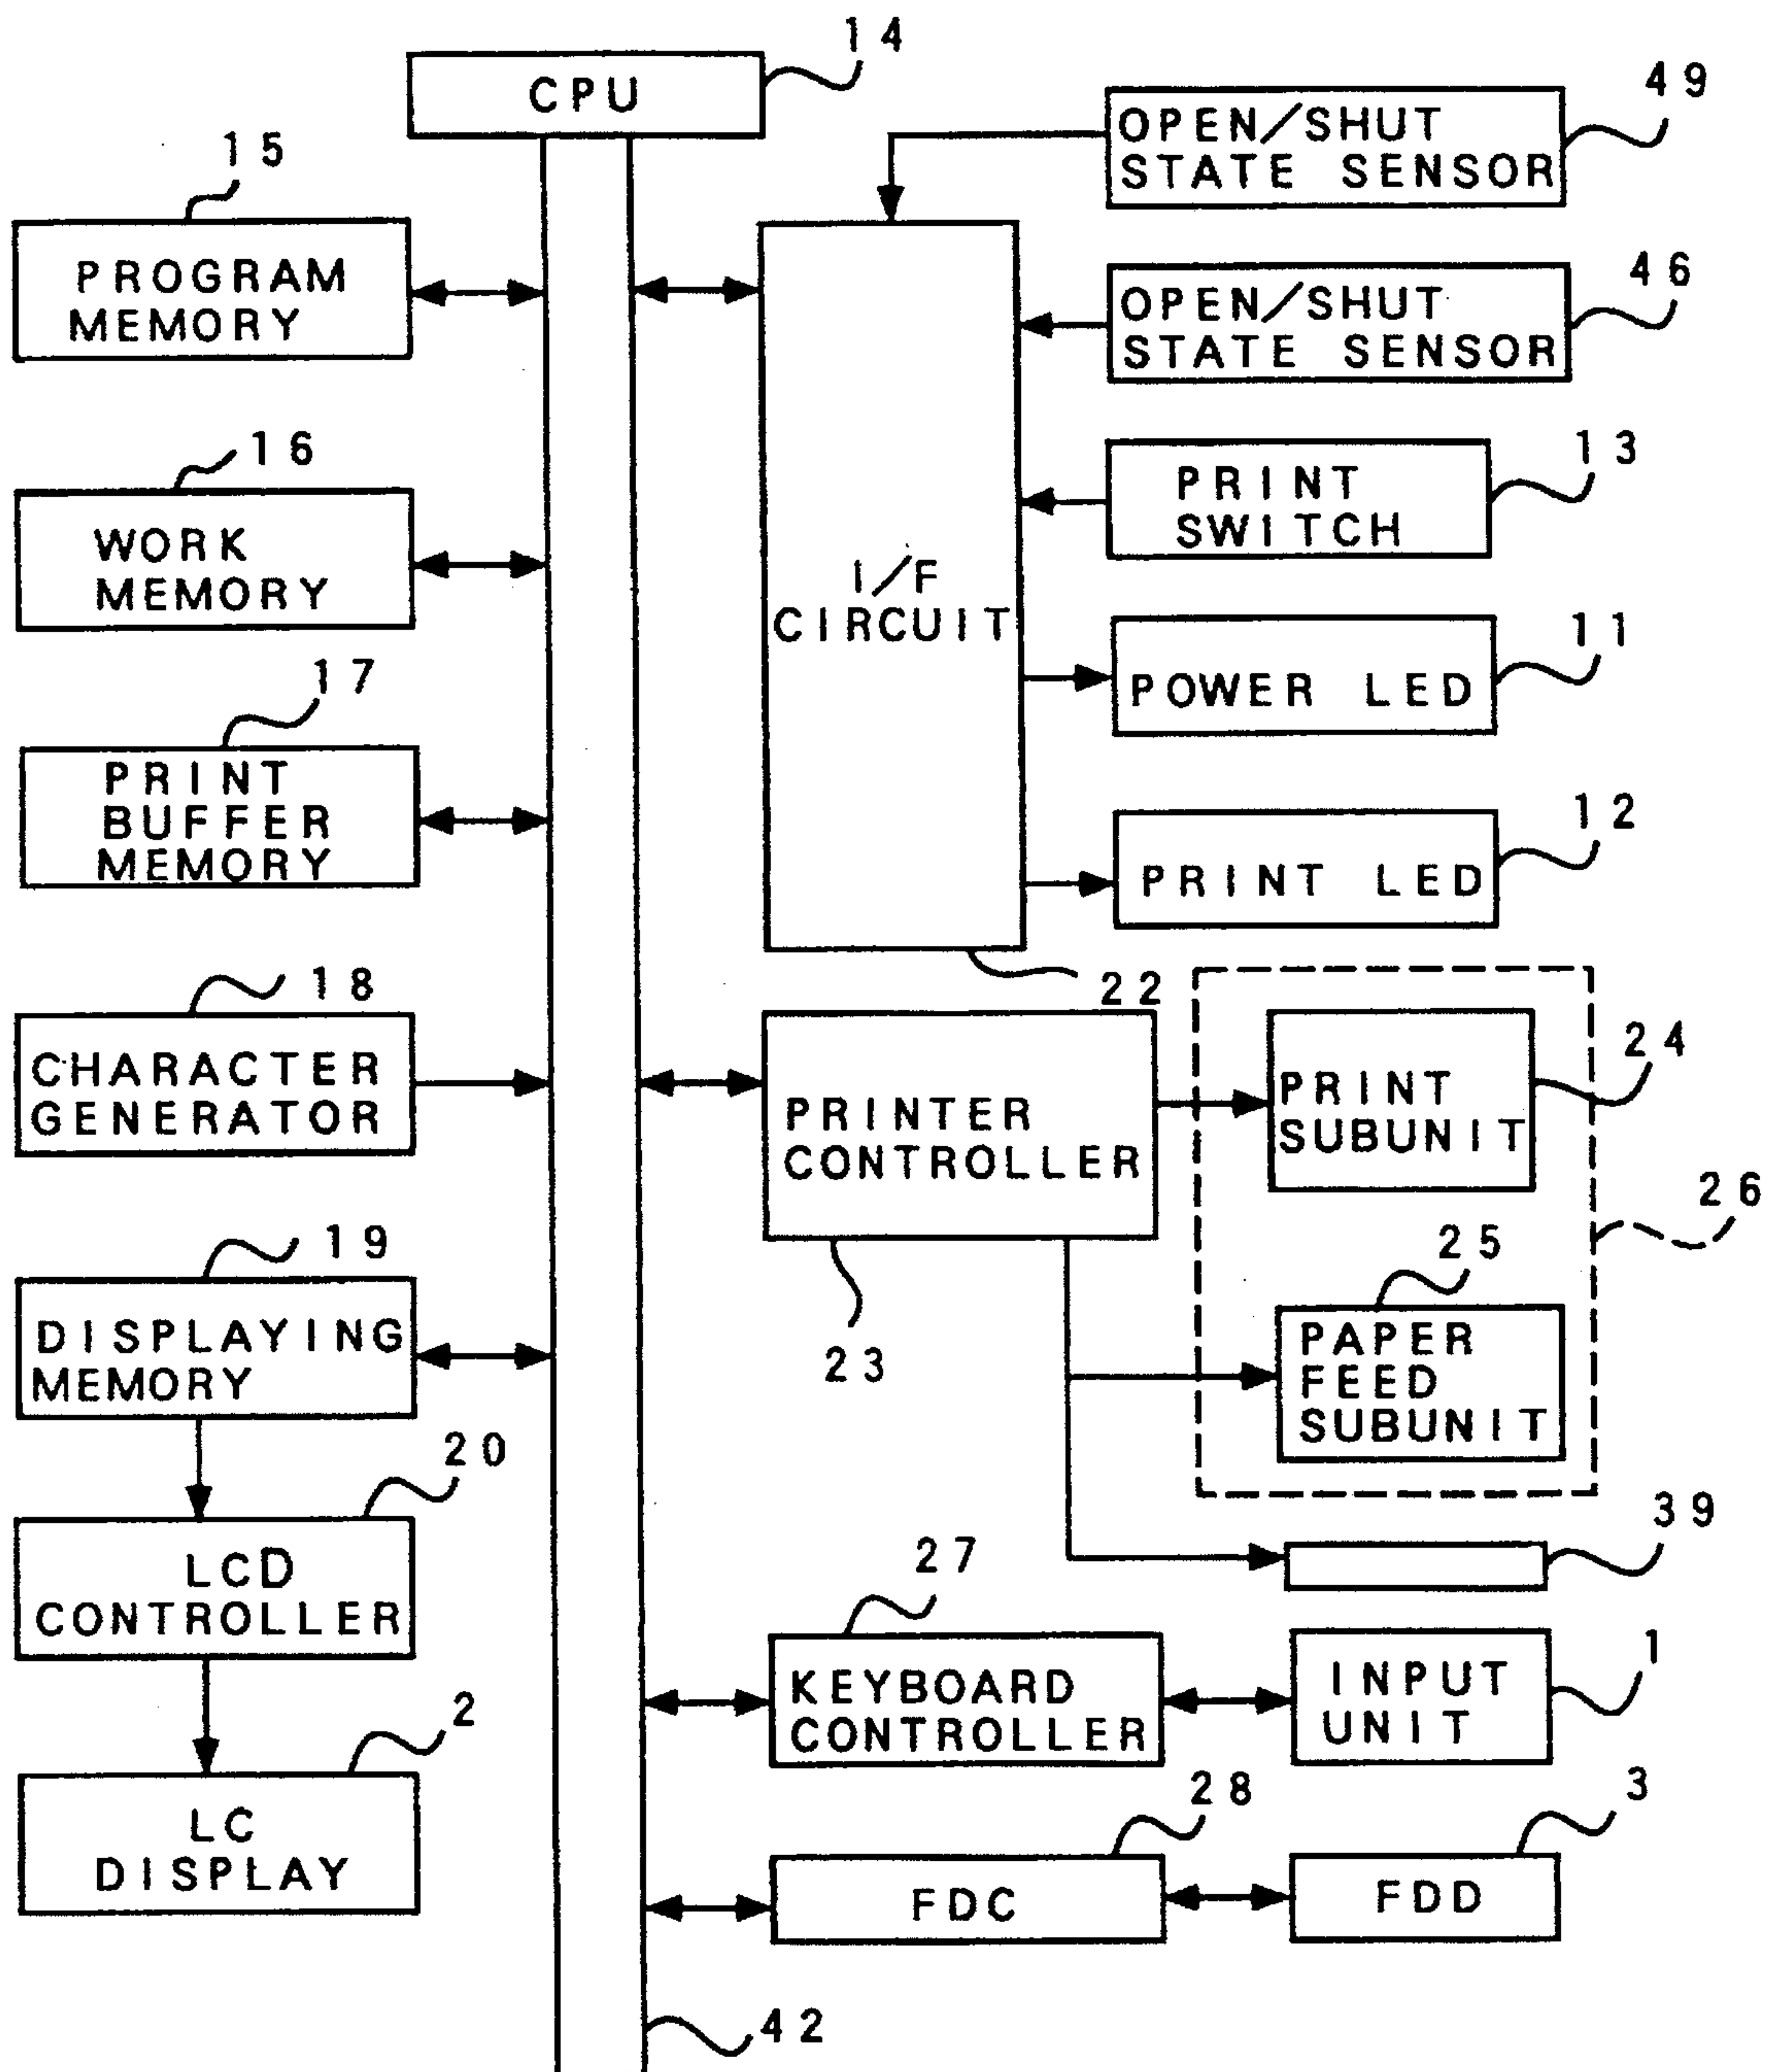 14
CPU
49
OPEN/SHUT
STATE SENSOR
15
PROGRAM
MEMORY
46
OPEN/SHUT
STATE SENSOR
16
WORK
MEMORY
13
PRINT
SWITCH
I/F
CIRCUIT
11
POWER LED
17
PRINT
BUFFER
MEMORY
12
PRINT LED
22
18
CHARACTER
GENERATOR
PRINTER
CONTROLLER
23
24
PRINT
SUBUNIT
26
25
PAPER
FEED
SUBUNIT
19
DISPLAYING
MEMORY
20
LCD
CONTROLLER
39
27
KEYBOARD
CONTROLLER
1
INPUT
UNIT
2
LC
DISPLAY
28
FDC
3
FDD
42